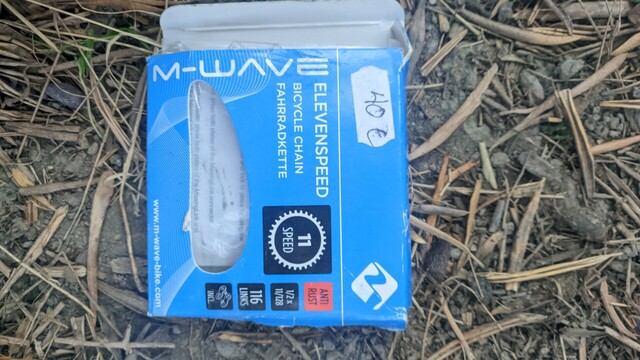 M-WAVE
ELEVENSPEED
BICYCLE CHAIN
FAHRRADKETTE
40 €
11
SPEED
ANTI
RUST
1/2 x
11/128
116
LINKS
INCL.
www.m-wave-bike.com